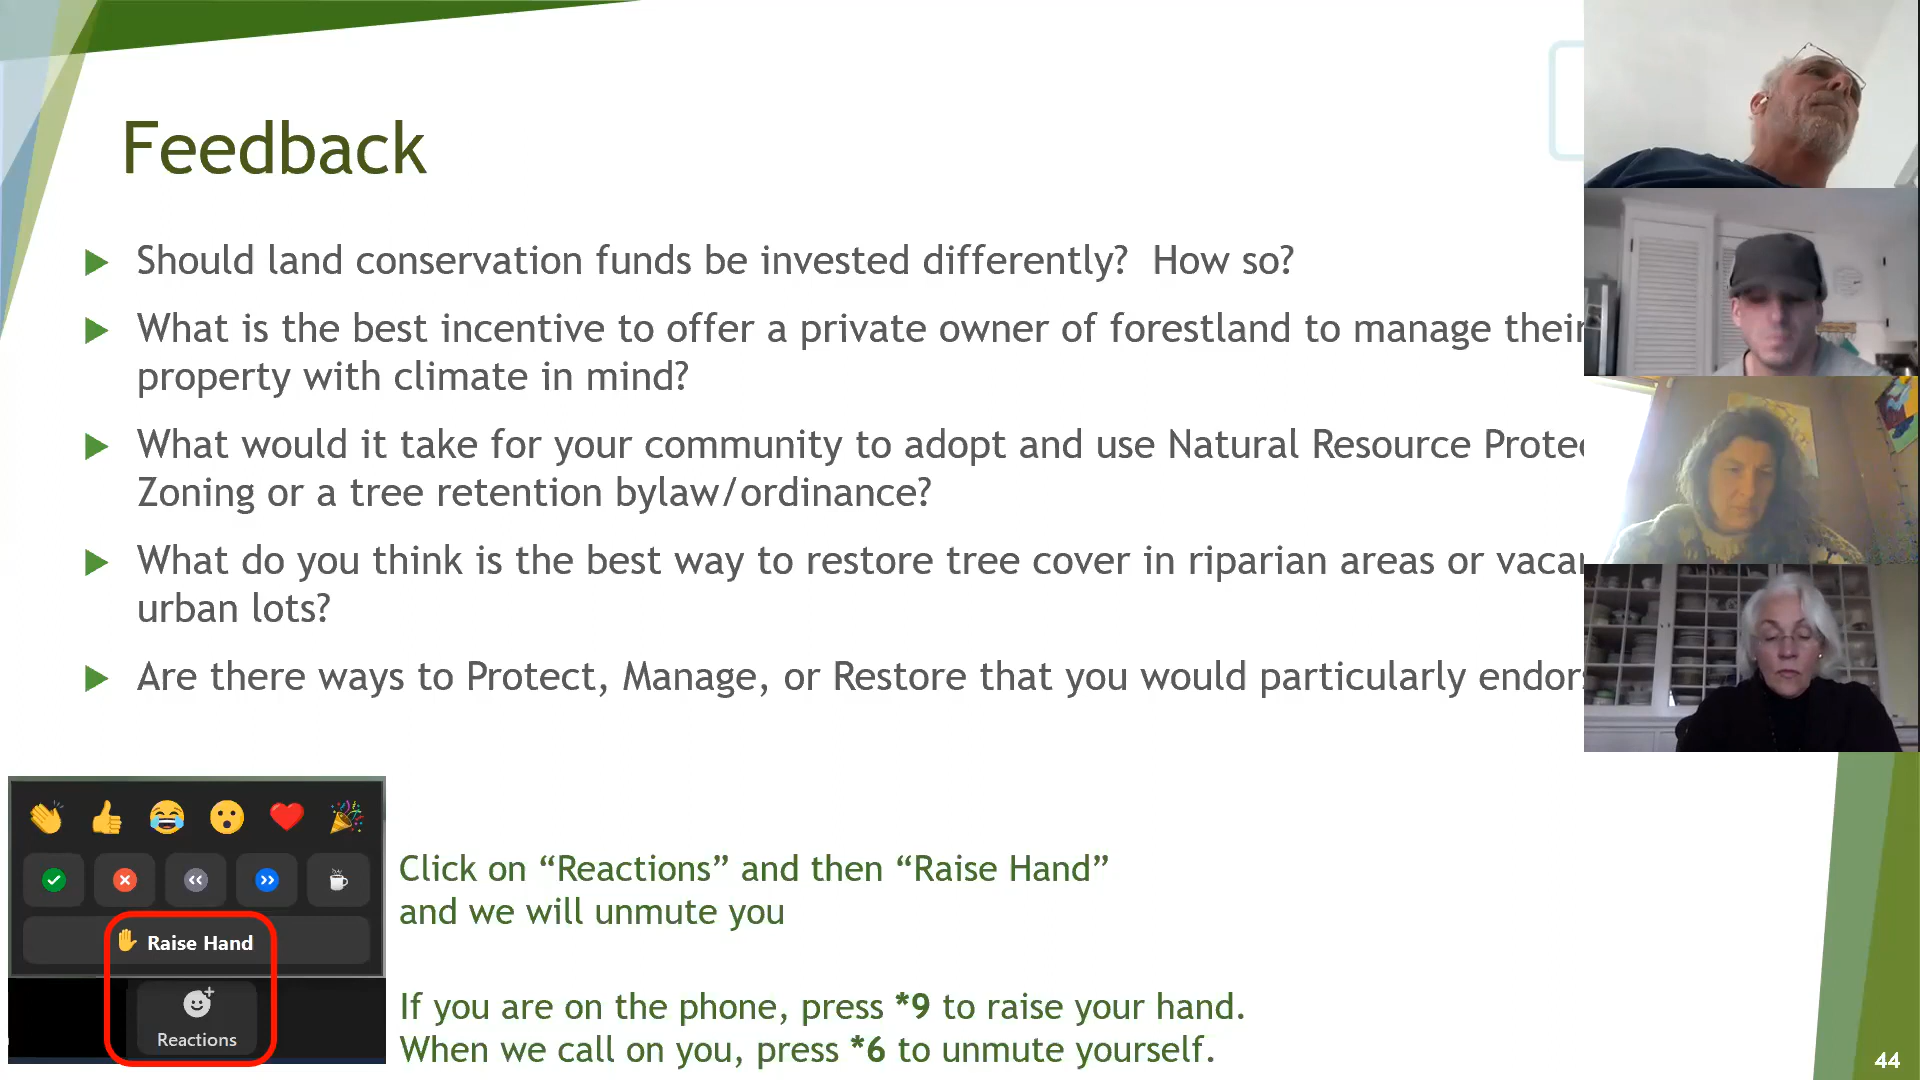 Feedback
Should land conservation funds be invested differently? How so?
What is the best incentive to offer a private owner of forestland to manage their
property with climate in mind?
What would it take for your community to adopt and use Natural Resource Protec
Zoning or a tree retention bylaw/ordinance?
What do you think is the best way to restore tree cover in riparian areas or vacan
urban lots?
Are there ways to Protect, Manage, or Restore that you would particularly endors
Raise Hand
Reactions
Click on “Reactions” and then “Raise Hand”
and we will unmute you
If you are on the phone, press *9 to raise your hand.
When we call on you, press *6 to unmute yourself.
44